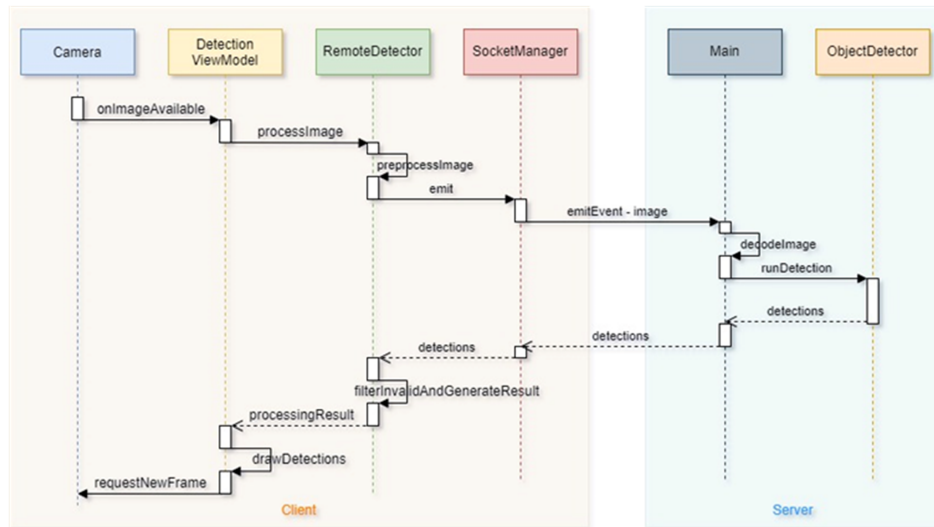 Camera
Detection
ViewModel
RemoteDetector
SocketManager
Main
ObjectDetector
onImageAvailable
processImage
preprocessImage
emit
emitEvent - image
decodeImage
runDetection
detections
detections
detections
filterInvalidAndGenerateResult
processingResult
drawDetections
requestNewFrame
Client
Server